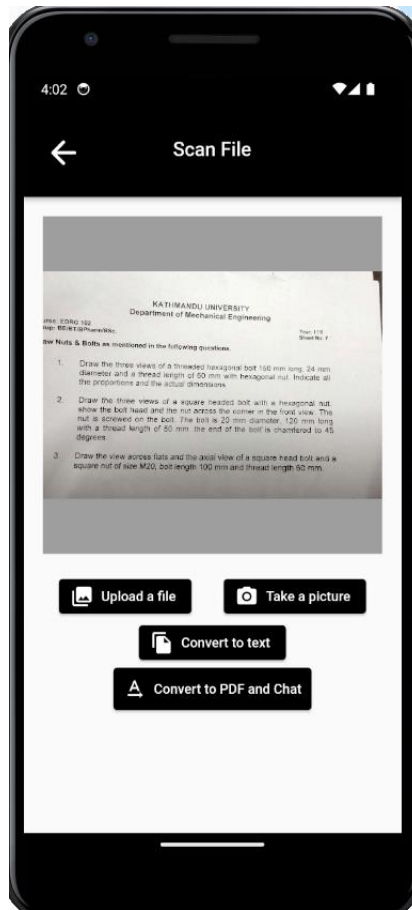 4:02
Scan File
KATHMANDU UNIVERSITY
Department of Mechanical Engineering
EDRG 102
Sheet No. 7
Nuts & Bolts as mentioned in the following questions.
1. Draw the three views of a threaded hexagonal bolt 160 mm long, 24 mm
diameter and a thread length of 60 mm with hexagonal nut. Indicate all
the proportions and the actual dimensions
2. Draw the three views of a square headed bolt with a hexagonal nut.
show the bolt head and the nut across the corner in the front view. The
nut is screwed on the bolt. The bolt is 20 mm diameter, 120 mm long
with a thread length of 50 mm. the end of the bolt is chamfered to 45
degrees.
3. Draw the view across flats and the axial view of a square head bolt and a
square nut of size M20, bolt length 100 mm and thread length 60 mm.
Upload a file
Take a picture
Convert to text
Convert to PDF and Chat